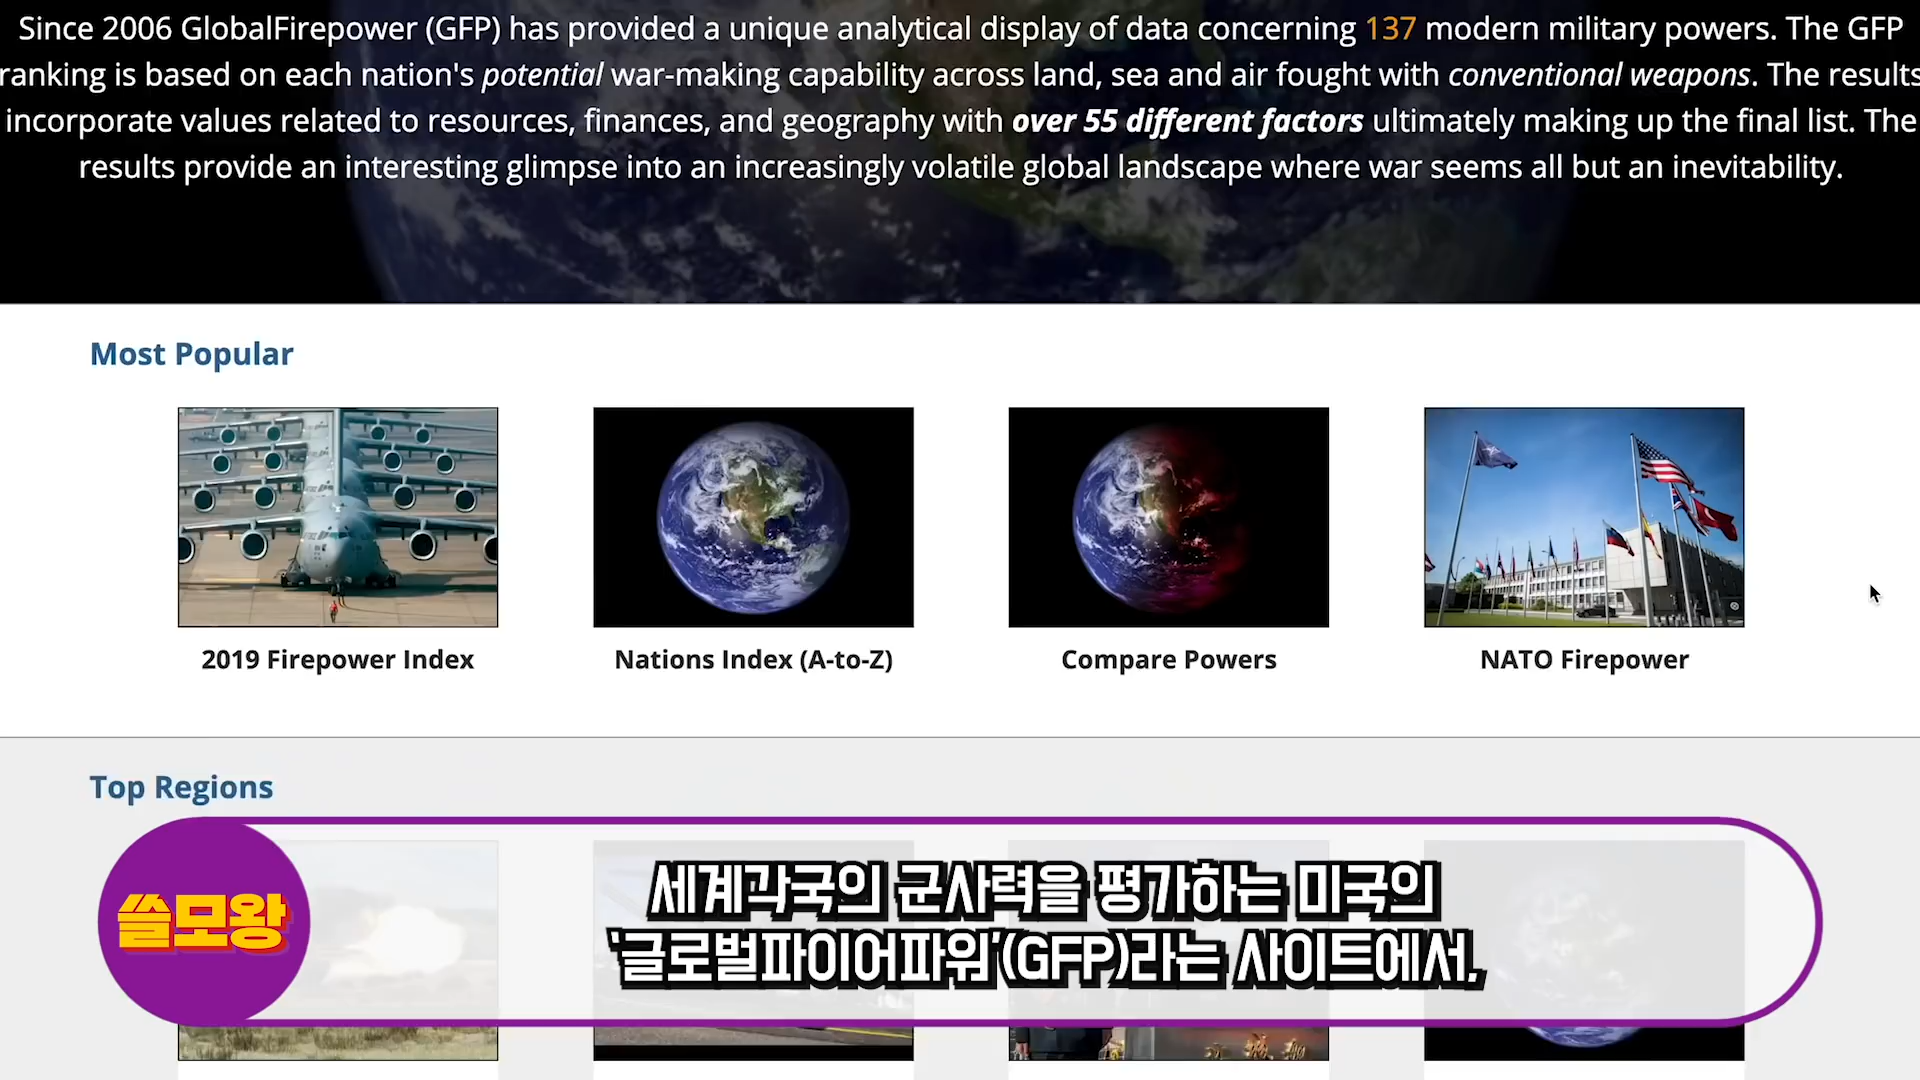 Since 2006 GlobalFirepower (GFP) has provided a unique analytical display of data concerning 137 modern military powers. The GFP
ranking is based on each nation's potential war-making capability across land, sea and air fought with conventional weapons. The results
incorporate values related to resources, finances, and geography with over 55 different factors ultimately making up the final list. The
results provide an interesting glimpse into an increasingly volatile global landscape where war seems all but an inevitability.
Most Popular
2019 Firepower Index
Nations Index (A-to-Z)
Compare Powers
NATO Firepower
Top Regions
쓸모왕
세계각국의 군사력을 평가하는 미국의
'글로벌파이어파워'(GFP)라는 사이트에서,